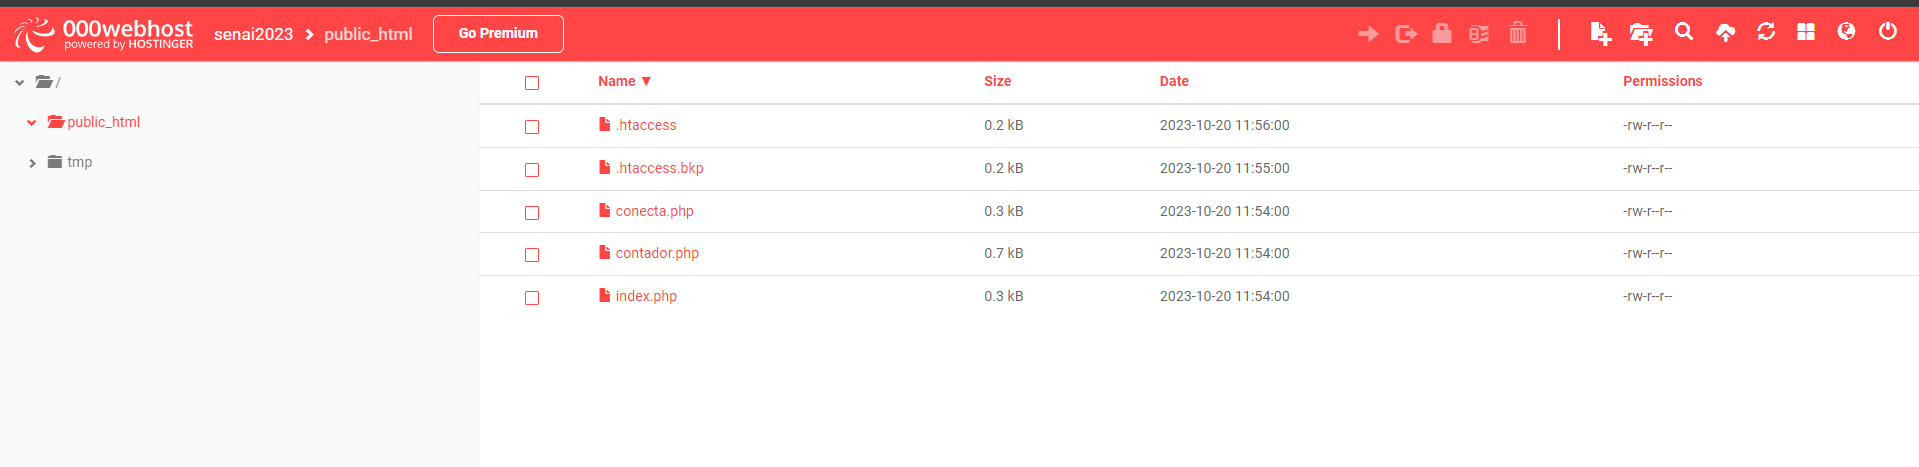 000webhost
powered by HOSTINGER
senai2023 public_html
Go Premium
/
public_html
tmp
Name ▼ Size Date Permissions
.htaccess 0.2 kB 2023-10-20 11:56:00 -rw-r--r--
.htaccess.bkp 0.2 kB 2023-10-20 11:55:00 -rw-r--r--
conecta.php 0.3 kB 2023-10-20 11:54:00 -rw-r--r--
contador.php 0.7 kB 2023-10-20 11:54:00 -rw-r--r--
index.php 0.3 kB 2023-10-20 11:54:00 -rw-r--r--